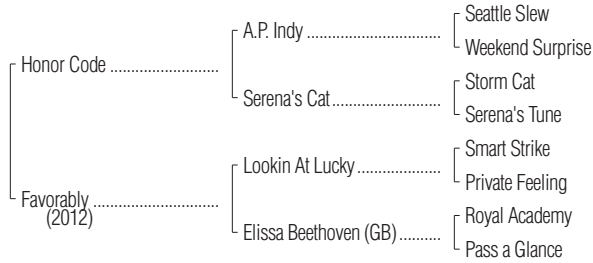 Seattle Slew
A.P. Indy ............................
Weekend Surprise
Honor Code ......................
Storm Cat
Serena's Cat.......................
Serena's Tune
Smart Strike
Lookin At Lucky .................
Private Feeling
Favorably ..........................
(2012)
Royal Academy
Elissa Beethoven (GB)..........
Pass a Glance